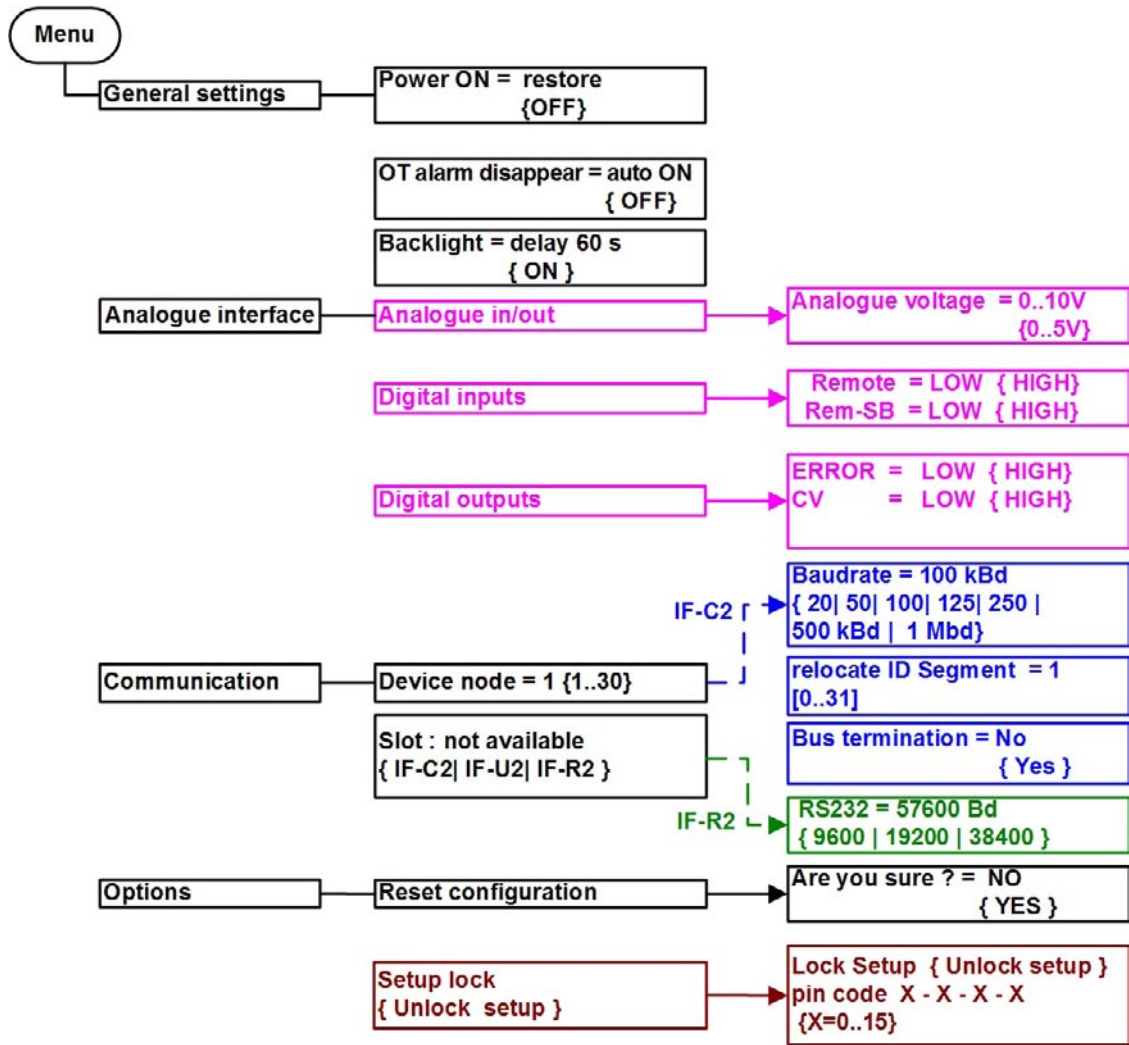 Menu
General settings
Power ON = restore
{OFF}
OT alarm disappear = auto ON
{ OFF}
Backlight = delay 60 s
{ ON }
Analogue interface
Analogue in/out
Analogue voltage = 0..10V
{0..5V}
Digital inputs
Remote = LOW { HIGH}
Rem-SB = LOW { HIGH}
Digital outputs
ERROR = LOW { HIGH}
CV = LOW { HIGH}
Communication
Device node = 1 {1..30}
IF-C2
Baudrate = 100 kBd
{ 20| 50| 100| 125| 250 |
500 kBd | 1 Mbd}
relocate ID Segment = 1
[0..31]
Bus termination = No
{ Yes }
Slot : not available
{ IF-C2| IF-U2| IF-R2 }
IF-R2
RS232 = 57600 Bd
{ 9600 | 19200 | 38400 }
Options
Reset configuration
Are you sure ? = NO
{ YES }
Setup lock
{ Unlock setup }
Lock Setup { Unlock setup }
pin code X - X - X - X
{X=0..15}